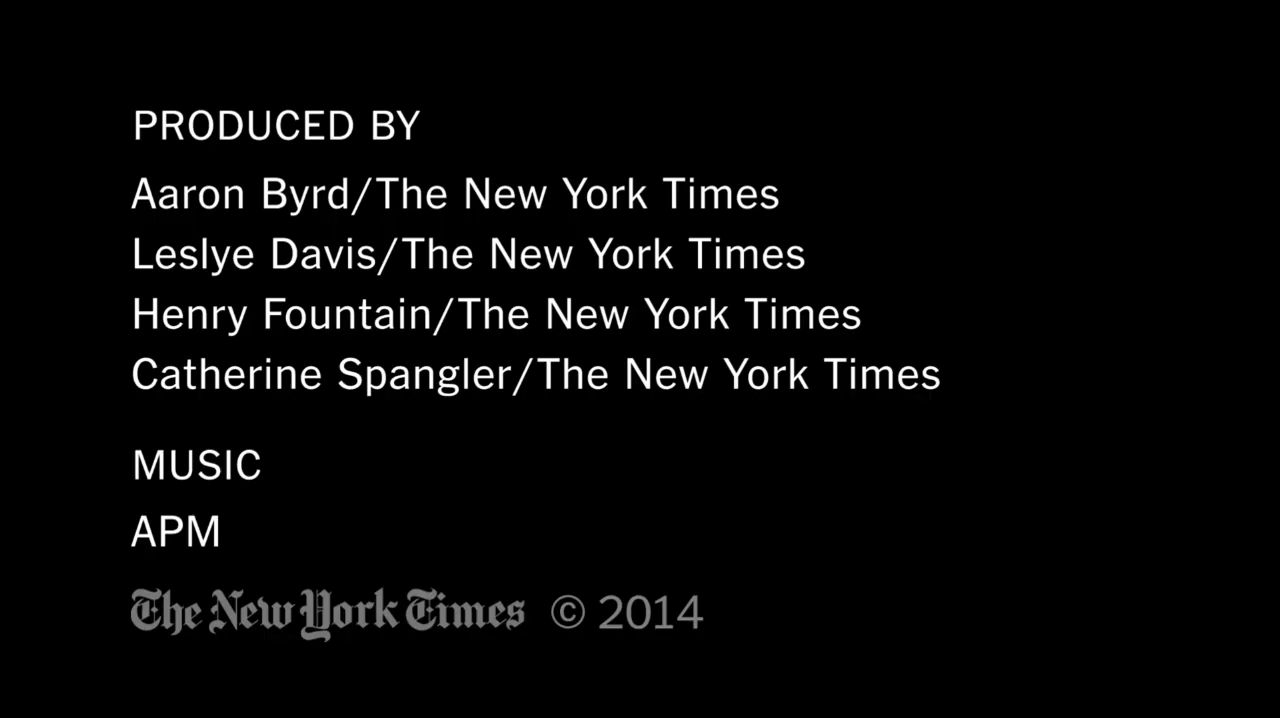 PRODUCED BY
Aaron Byrd/The New York Times
Leslye Davis/The New York Times
Henry Fountain/The New York Times
Catherine Spangler/The New York Times
MUSIC
APM
The New York Times © 2014